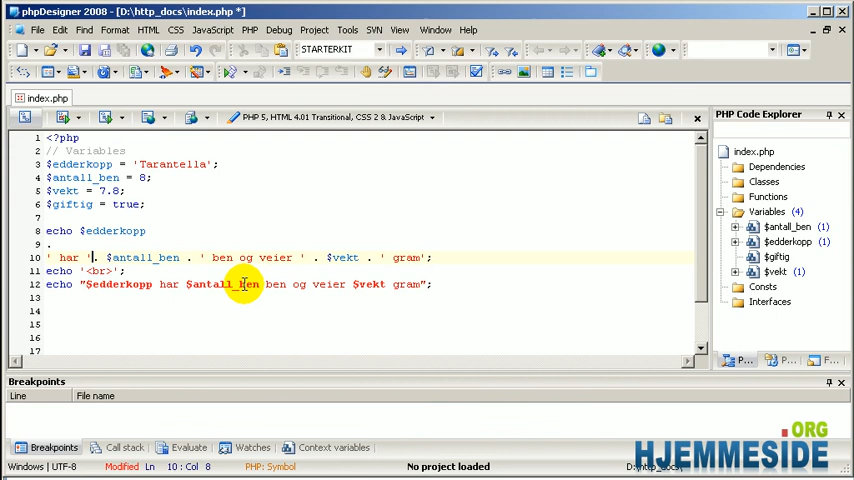 phpDesigner 2008 - [D:\http_docs\index.php *]
File Edit Find Format HTML CSS JavaScript PHP Debug Project Tools View Window Help
STARTERKIT
index.php
PHP 5, HTML 4.01 Transitional, CSS 2 & JavaScript
1 <?php
2 // Variables
3 $edderkopp = 'Tarantella';
4 $antall_ben = 8;
5 $vekt = 7.8;
6 $giftig = true;
7
8 echo $edderkopp
9 .
10 ' har '. $antall_ben . ' ben og veier ' . $vekt . ' gram';
11 echo '<br>';
12 echo "$edderkopp har $antall_ben ben og veier $vekt gram";
13
14
15
16
17
PHP Code Explorer
index.php
Dependencies
Classes
Functions
Variables (4)
$antall_ben (1)
$edderkopp (1)
$giftig
$vekt (1)
Consts
Interfaces
P... P... F...
Breakpoints
Line File name
Breakpoints Call stack Evaluate Watches Context variables
Windows | UTF-8 Modified Ln 10 : Col 8 PHP: Symbol No project loaded D:\http_docs
.ORG
HJEMMESIDE